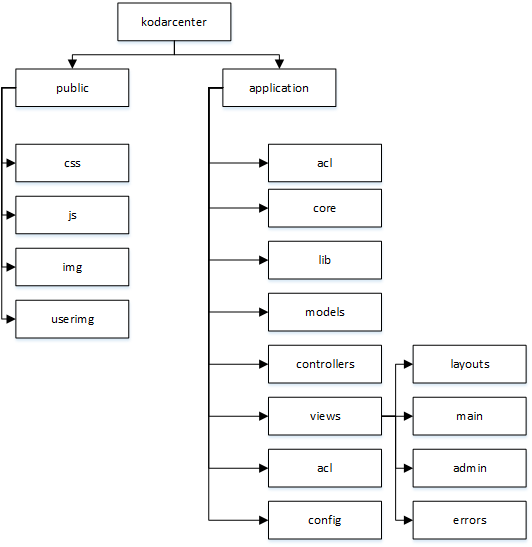 kodarcenter
public
application
css
acl
core
js
lib
img
models
userimg
controllers
layouts
views
main
acl
admin
config
errors